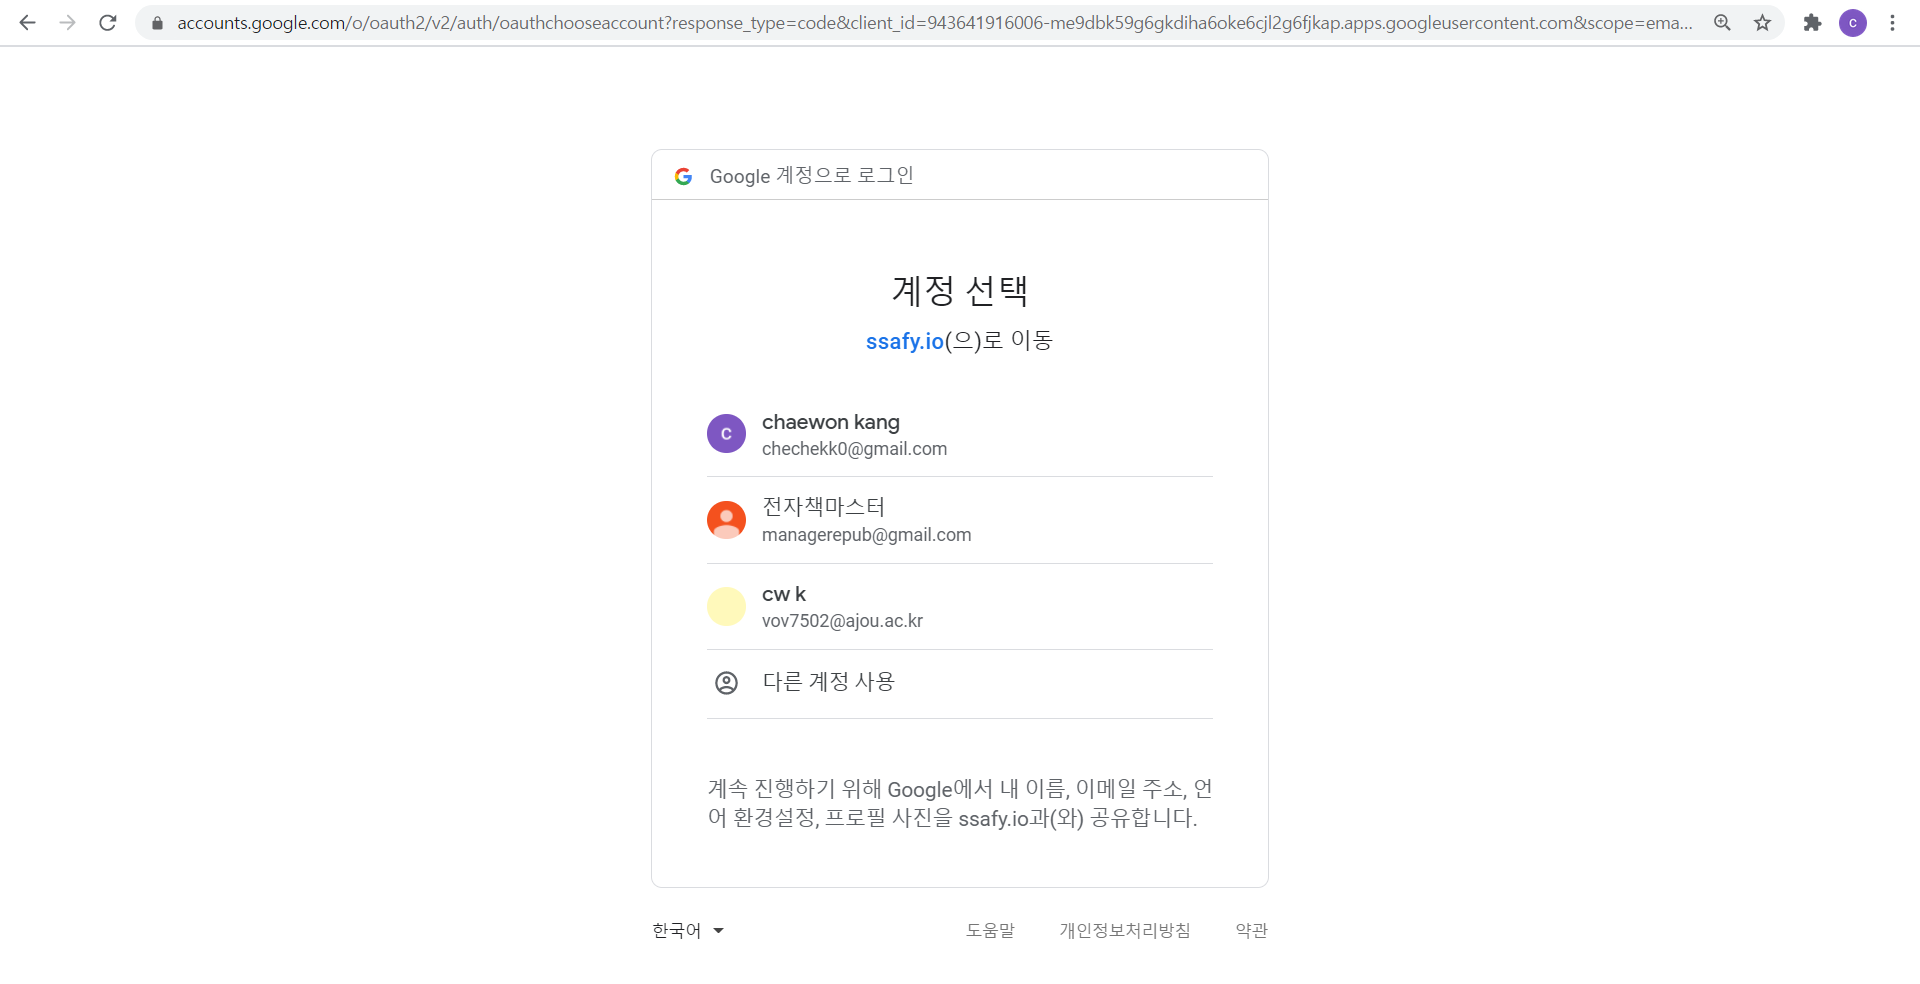 accounts.google.com/o/oauth2/v2/auth/oauthchooseaccount?response_type=code&client_id=943641916006-me9dbk59g6gkdiha6oke6cjl2g6fjkap.apps.googleusercontent.com&scope=ema...
C
Google 계정으로 로그인
계정 선택
ssafy.io(으)로 이동
C
chaewon kang
chechekk0@gmail.com
전자책마스터
managerepub@gmail.com
cw k
vov7502@ajou.ac.kr
다른 계정 사용
계속 진행하기 위해 Google에서 내 이름, 이메일 주소, 언
어 환경설정, 프로필 사진을 ssafy.io과(와) 공유합니다.
한국어
도움말
개인정보처리방침
약관